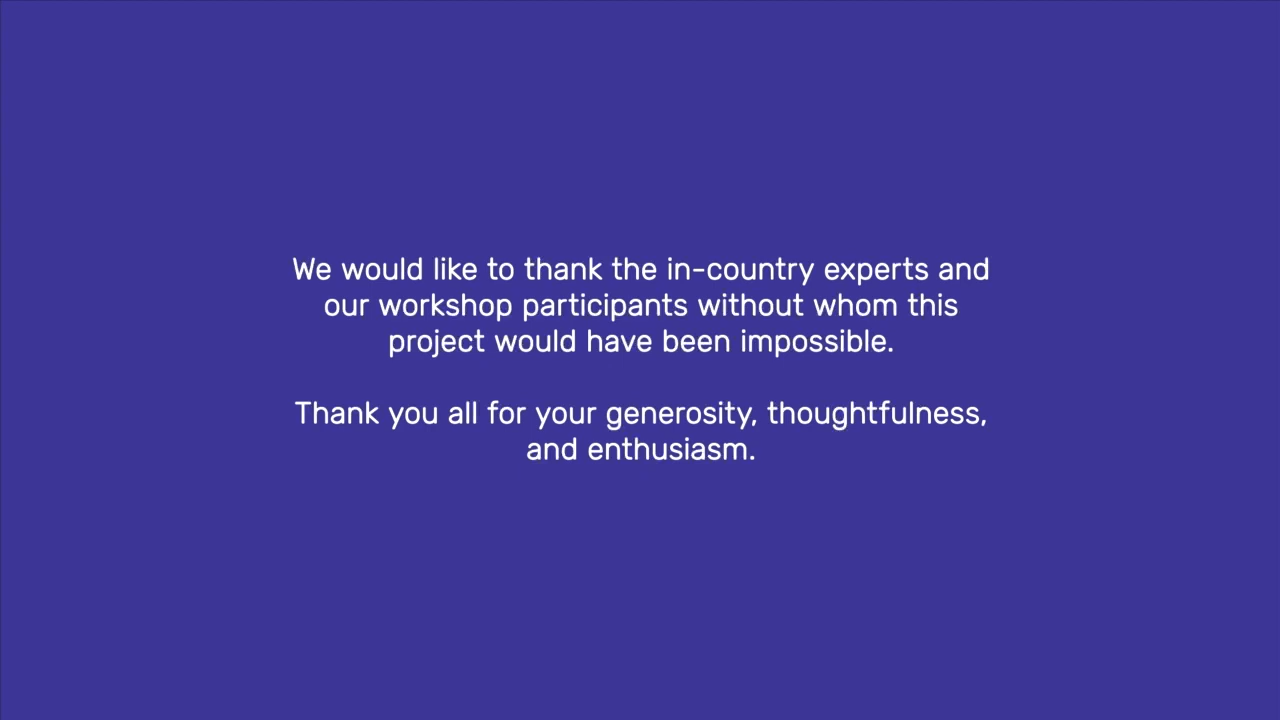 We would like to thank the in-country experts and
our workshop participants without whom this
project would have been impossible.
Thank you all for your generosity, thoughtfulness,
and enthusiasm.